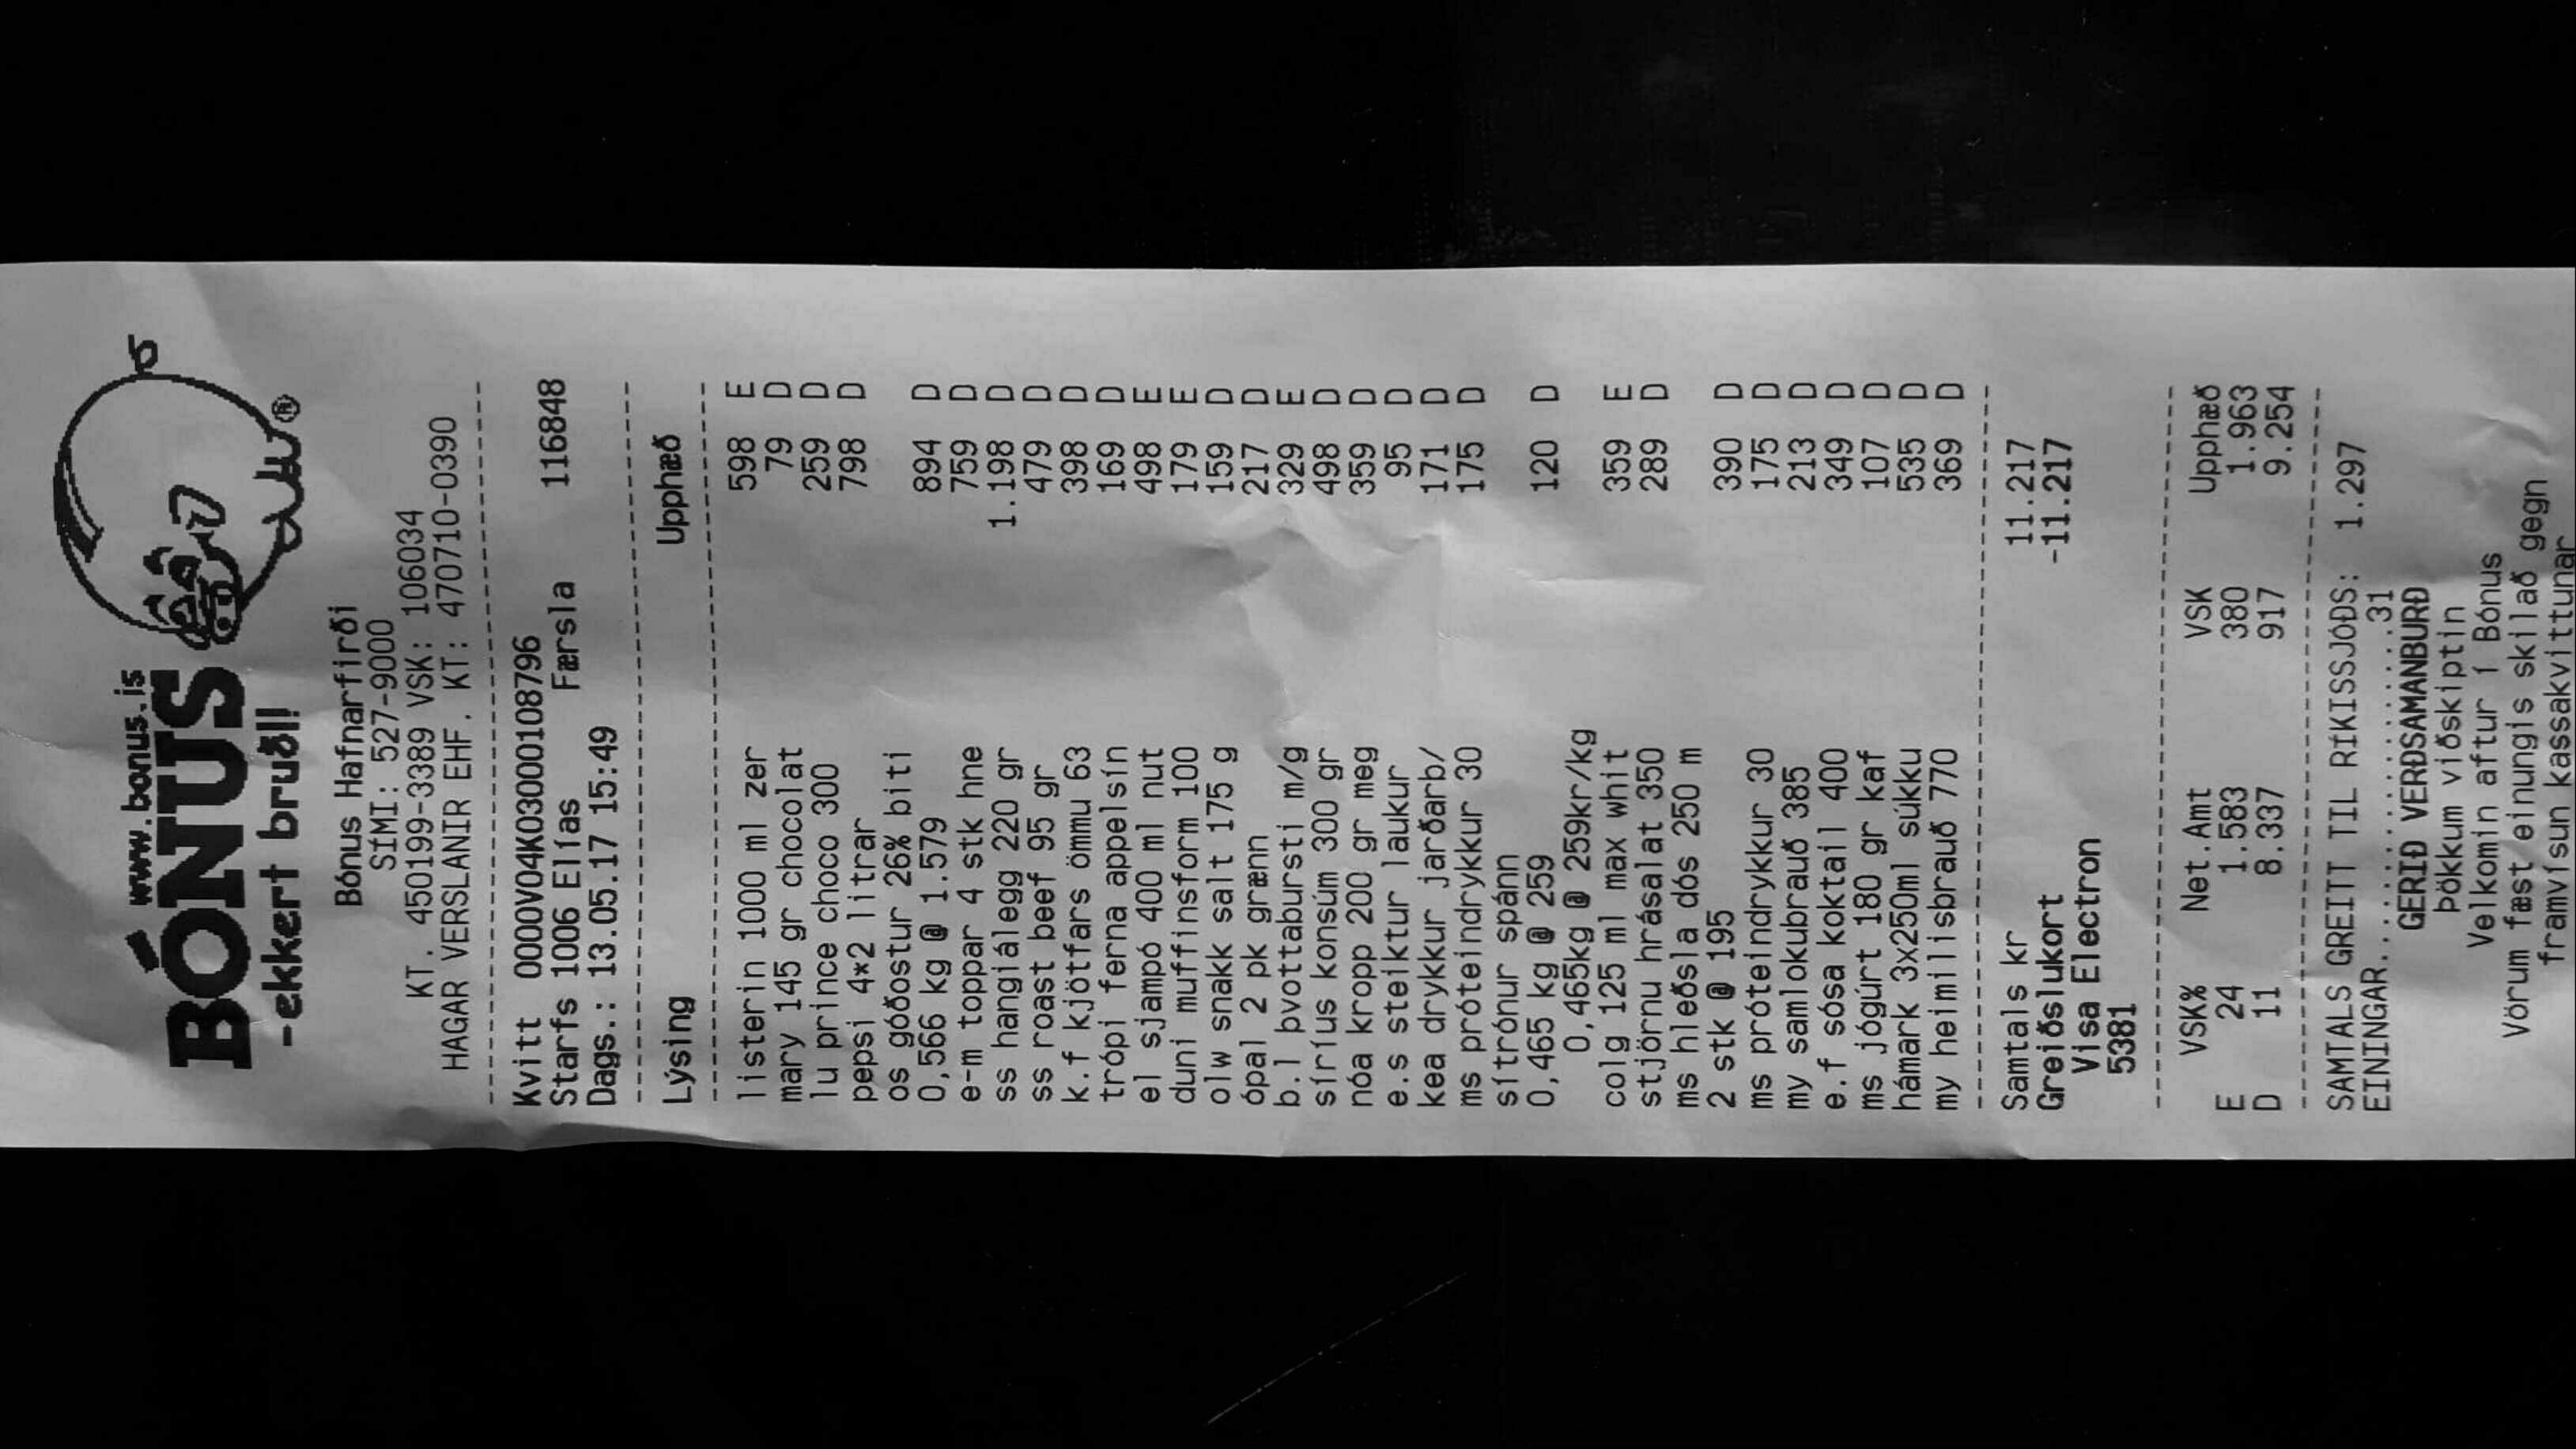 www.bonus.is
BÓNUS
-ekkert bruðl!
®
Bónus Hafnarfirði
SÍMI: 527-9000
KT. 450199-3389 VSK: 106034
HAGAR VERSLANIR EHF. KT: 470710-0390
Kvitt 0000V04K03000108796
Starfs 1006 Elías Færsla 116848
Dags.: 13.05.17 15:49
Lýsing Upphæð
listerin 1000 ml zer 598 E
mary 145 gr chocolat 79 D
lu prince choco 300 259 D
pepsi 4*2 lítrar 798 D
os góðostur 26% biti
0,566 kg @ 1.579 894 D
e-m toppar 4 stk hne 759 D
ss hangiálegg 220 gr 1.198 D
ss roast beef 95 gr 479 D
k.f kjötfars ömmu 63 398 D
trópí ferna appelsín 169 D
el sjampó 400 ml nut 498 E
duni muffinsform 100 179 E
olw snakk salt 175 g 159 D
ópal 2 pk grænn 217 D
b.l þvottabursti m/g 329 E
síríus konsúm 300 gr 498 D
nóa kropp 200 gr meg 359 D
e.s steiktur laukur 95 D
kea drykkur jarðarb/ 171 D
ms próteindrykkur 30 175 D
sítrónur spánn
0,465 kg @ 259 120 D
0,465kg @ 259kr/kg
colg 125 ml max whit 359 E
stjörnu hrásalat 350 289 D
ms hleðsla dós 250 m
2 stk @ 195 390 D
ms próteindrykkur 30 175 D
my samlokubrauð 385 213 D
e.f sósa koktail 400 349 D
ms jógúrt 180 gr kaf 107 D
hámark 3x250ml súkku 535 D
my heimilisbrauð 770 369 D
Samtals kr 11.217
Greiðslukort -11.217
Visa Electron
5381
VSK% Net.Amt VSK Upphæð
E 24 1.583 380 1.963
D 11 8.337 917 9.254
SAMTALS GREITT TIL RÍKISSJÓÐS: 1.297
EININGAR........................31
GERIÐ VERÐSAMANBURÐ
Þökkum viðskiptin
Velkomin aftur í Bónus
Vörum fæst einungis skilað gegn
framvísun kassakvittunar